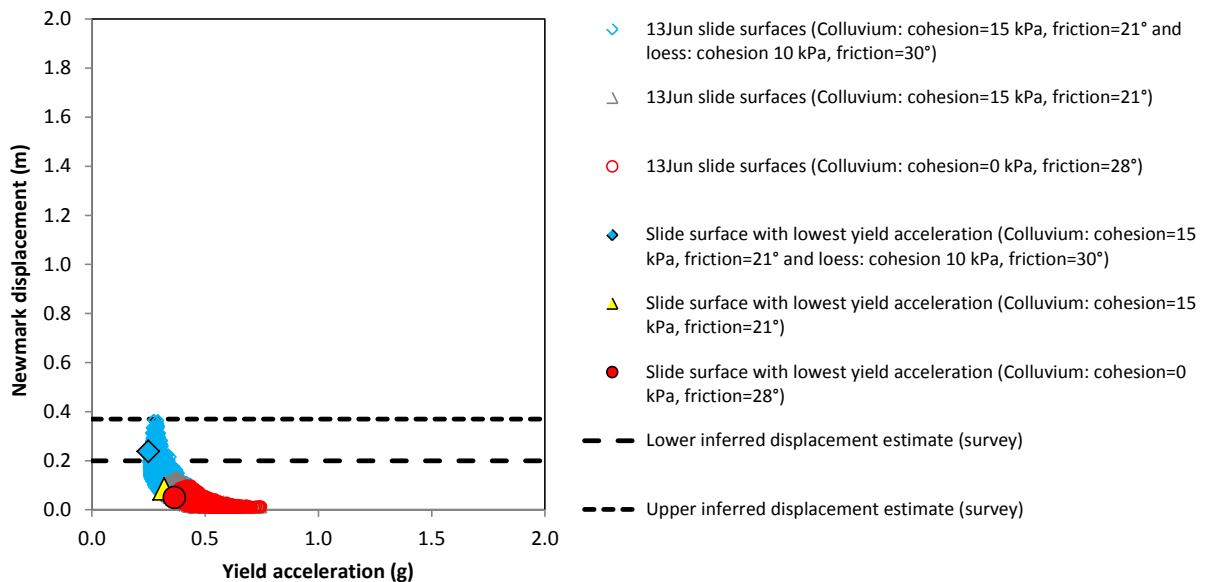 2.0
1.8
1.6
1.4
1.2
1.0
0.8
0.6
0.4
0.2
0.0
Newmark displacement (m)
0.0 0.5 1.0 1.5 2.0
Yield acceleration (g)
13Jun slide surfaces (Colluvium: cohesion=15 kPa, friction=21° and
loess: cohesion 10 kPa, friction=30°)
13Jun slide surfaces (Colluvium: cohesion=15 kPa, friction=21°)
13Jun slide surfaces (Colluvium: cohesion=0 kPa, friction=28°)
Slide surface with lowest yield acceleration (Colluvium: cohesion=15
kPa, friction=21° and loess: cohesion 10 kPa, friction=30°)
Slide surface with lowest yield acceleration (Colluvium: cohesion=15
kPa, friction=21°)
Slide surface with lowest yield acceleration (Colluvium: cohesion=0
kPa, friction=28°)
Lower inferred displacement estimate (survey)
Upper inferred displacement estimate (survey)